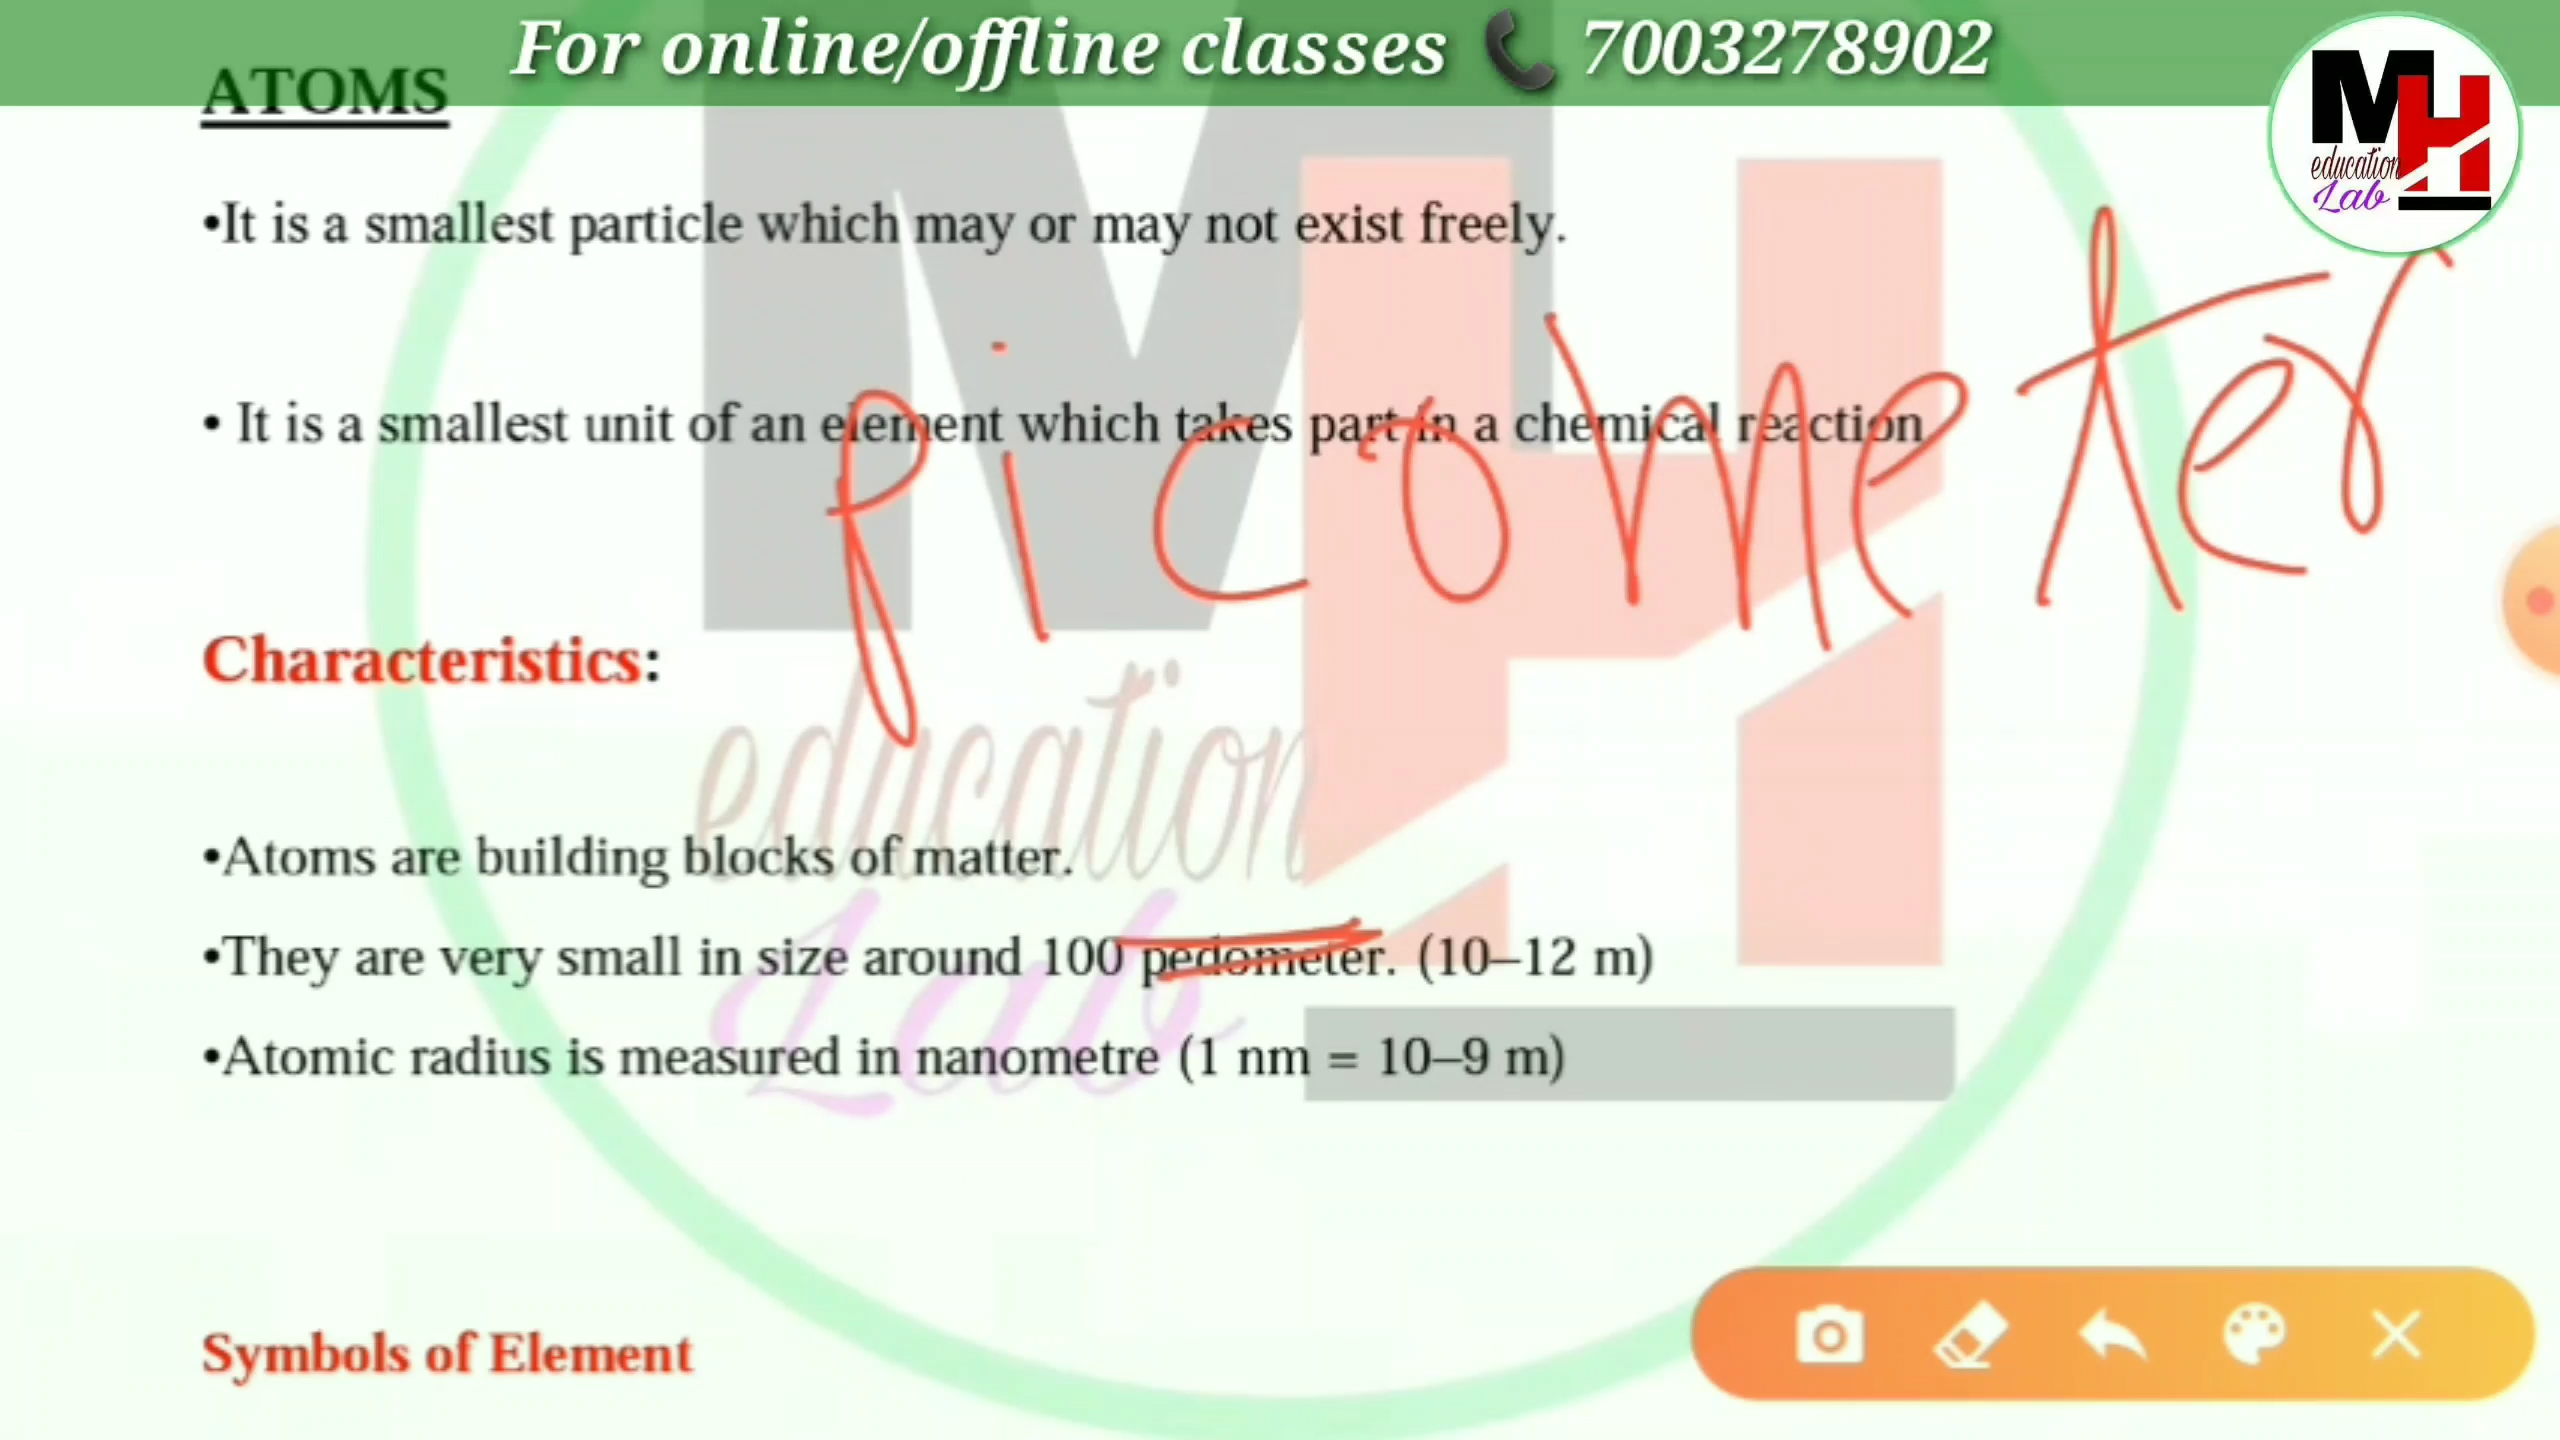 For online/offline classes 📞 7003278902
MH
education
Lab
ATOMS
•It is a smallest particle which may or may not exist freely.
• It is a smallest unit of an element which takes part in a chemical reaction
picometer
Characteristics:
education
•Atoms are building blocks of matter.
•They are very small in size around 100 pedometer. (10–12 m)
Lab
•Atomic radius is measured in nanometre (1 nm = 10–9 m)
Symbols of Element